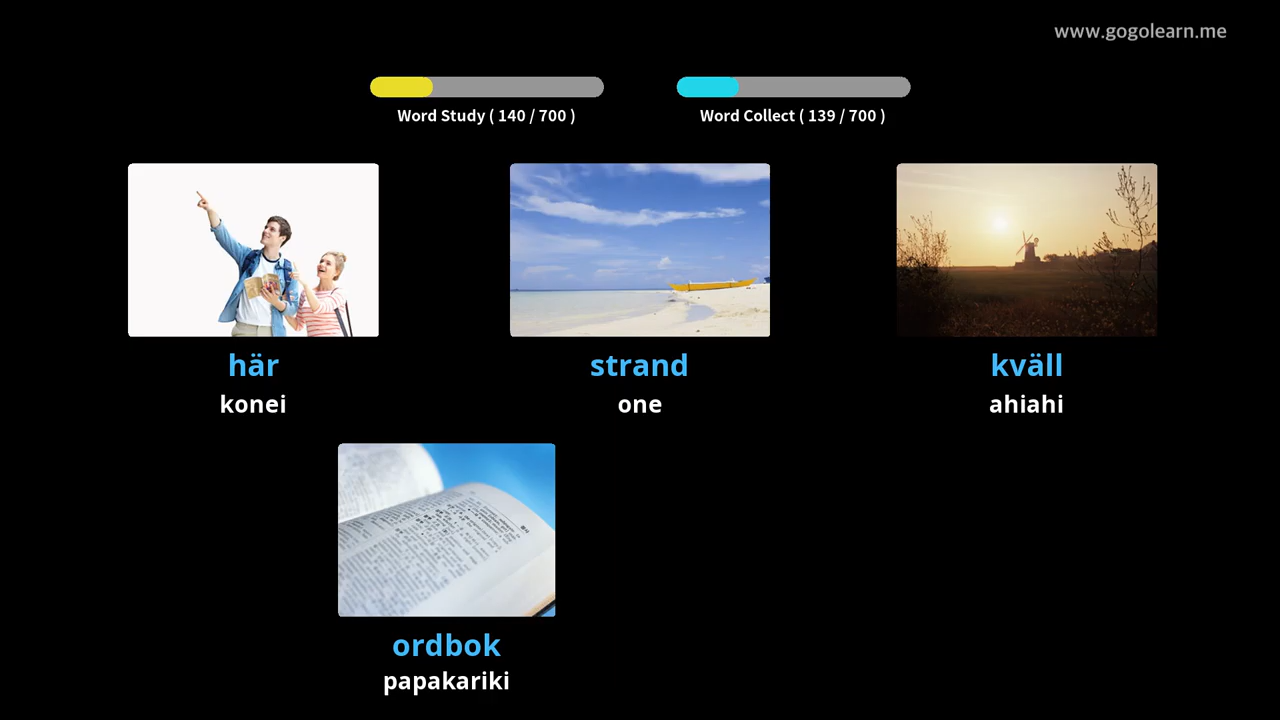 www.gogolearn.me
Word Study ( 140 / 700 )
Word Collect ( 139 / 700 )
här
konei
strand
one
kväll
ahiahi
ordbok
papakariki